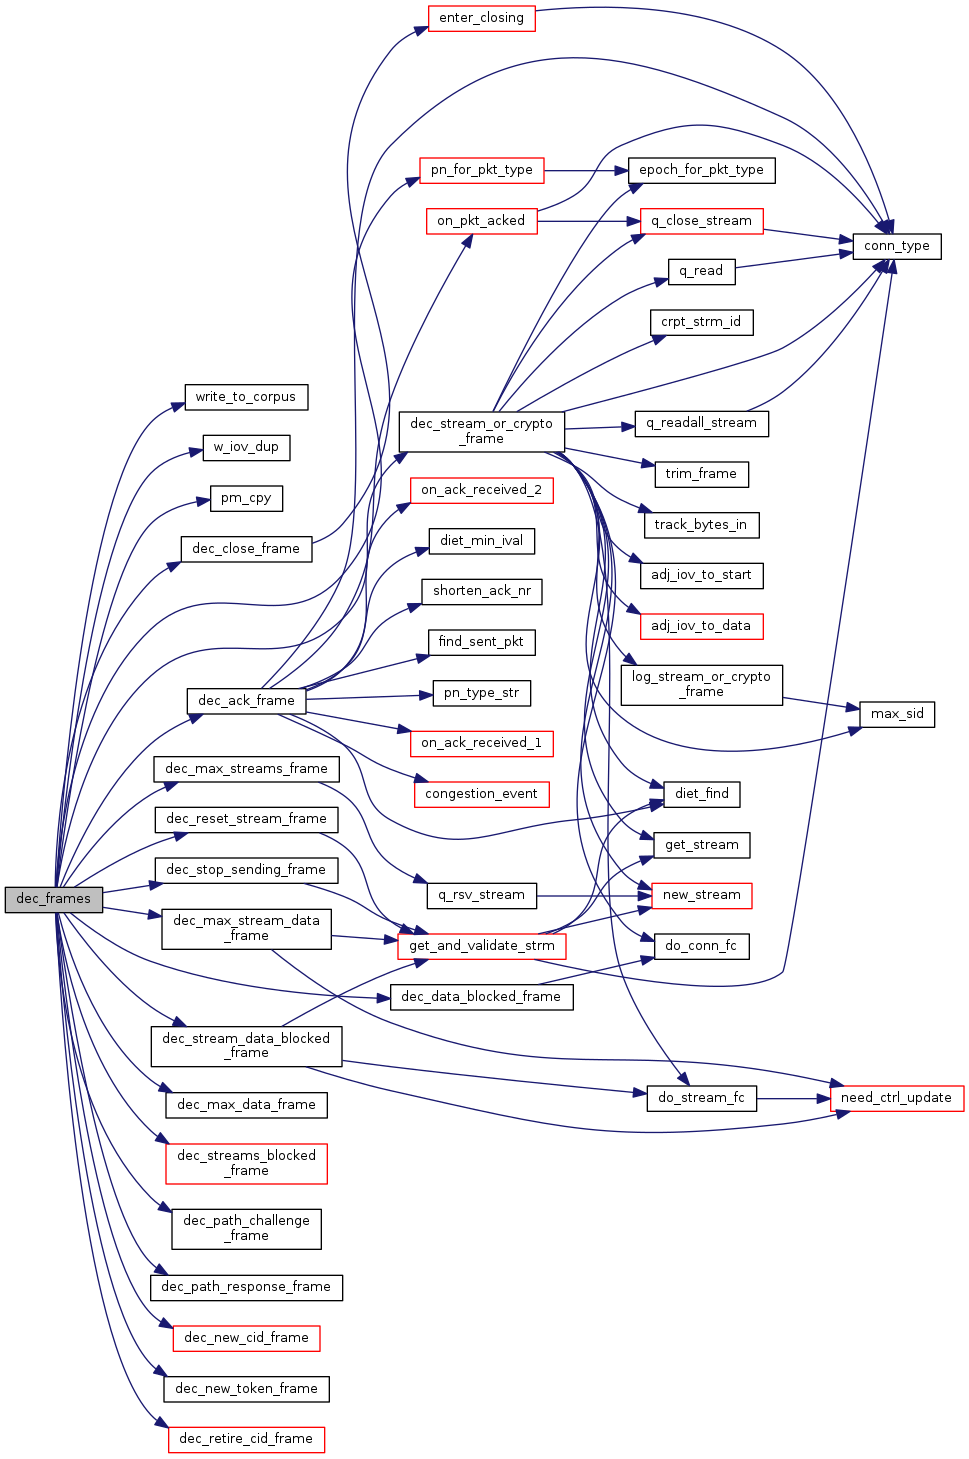 enter_closing
pn_for_pkt_type
epoch_for_pkt_type
on_pkt_acked
q_close_stream
conn_type
q_read
crpt_strm_id
write_to_corpus
dec_stream_or_crypto
_frame
q_readall_stream
w_iov_dup
trim_frame
pm_cpy
on_ack_received_2
track_bytes_in
dec_close_frame
diet_min_ival
adj_iov_to_start
shorten_ack_nr
adj_iov_to_data
find_sent_pkt
log_stream_or_crypto
_frame
dec_ack_frame
pn_type_str
max_sid
on_ack_received_1
dec_max_streams_frame
congestion_event
diet_find
dec_reset_stream_frame
get_stream
dec_stop_sending_frame
dec_frames
q_rsv_stream
new_stream
dec_max_stream_data
_frame
get_and_validate_strm
do_conn_fc
dec_data_blocked_frame
dec_stream_data_blocked
_frame
dec_max_data_frame
do_stream_fc
need_ctrl_update
dec_streams_blocked
_frame
dec_path_challenge
_frame
dec_path_response_frame
dec_new_cid_frame
dec_new_token_frame
dec_retire_cid_frame